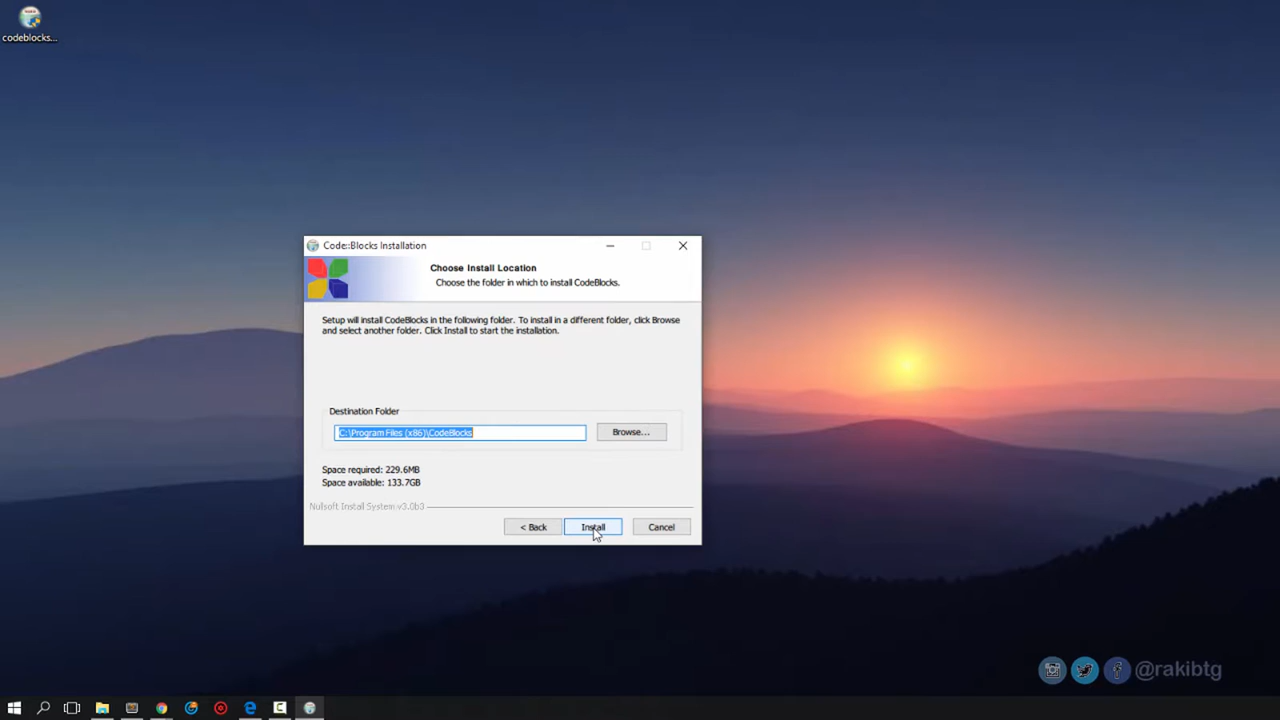 codeblocks...
Code::Blocks Installation
Choose Install Location
Choose the folder in which to install CodeBlocks.
Setup will install CodeBlocks in the following folder. To install in a different folder, click Browse
and select another folder. Click Install to start the installation.
Destination Folder
C:\Program Files (x86)\CodeBlocks
Browse...
Space required: 229.6MB
Space available: 133.7GB
Nullsoft Install System v3.0b0
< Back
Install
Cancel
@rakibtg